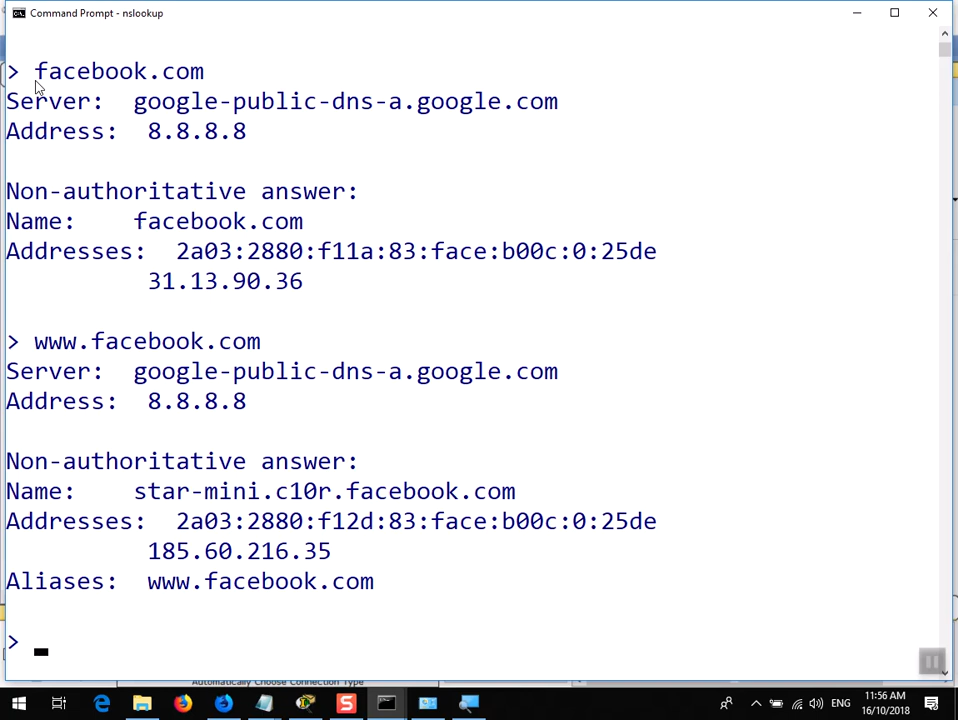 Command Prompt - nslookup
> facebook.com
Server:  google-public-dns-a.google.com
Address:  8.8.8.8
Non-authoritative answer:
Name:    facebook.com
Addresses:  2a03:2880:f11a:83:face:b00c:0:25de
31.13.90.36
> www.facebook.com
Server:  google-public-dns-a.google.com
Address:  8.8.8.8
Non-authoritative answer:
Name:    star-mini.c10r.facebook.com
Addresses:  2a03:2880:f12d:83:face:b00c:0:25de
185.60.216.35
Aliases:  www.facebook.com
>
Automatically Choose Connection Type
ENG
11:56 AM
16/10/2018